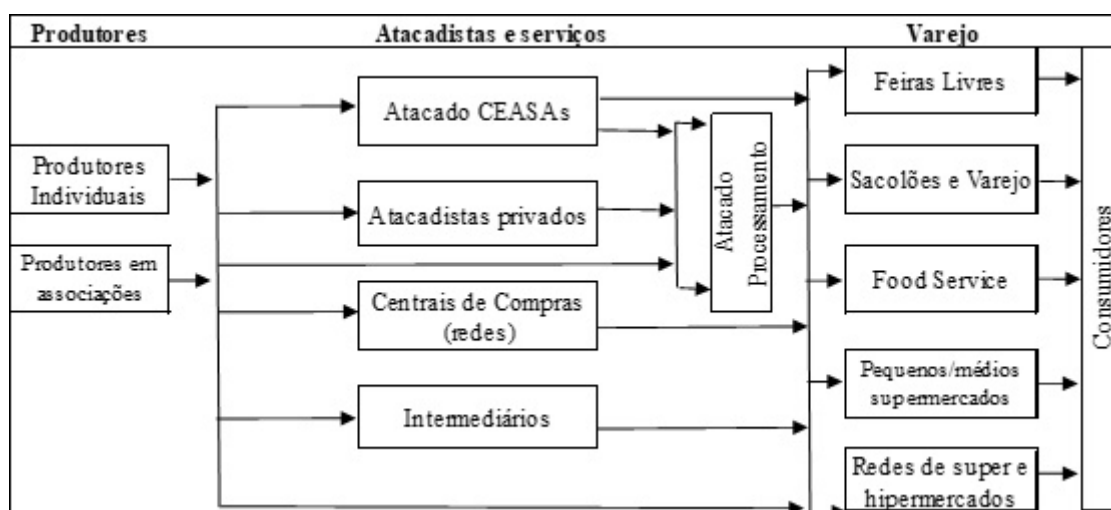 Produtores
Atacadistas e serviços
Varejo
Produtores
Individuais
Produtores em
associações
Atacado CEASAs
Atacadistas privados
Centrais de Compras
(redes)
Intermediários
Atacado
Processamento
Feiras Livres
Sacolões e Varejo
Food Service
Pequenos/médios
supermercados
Redes de super e
hipermercados
Consumidores